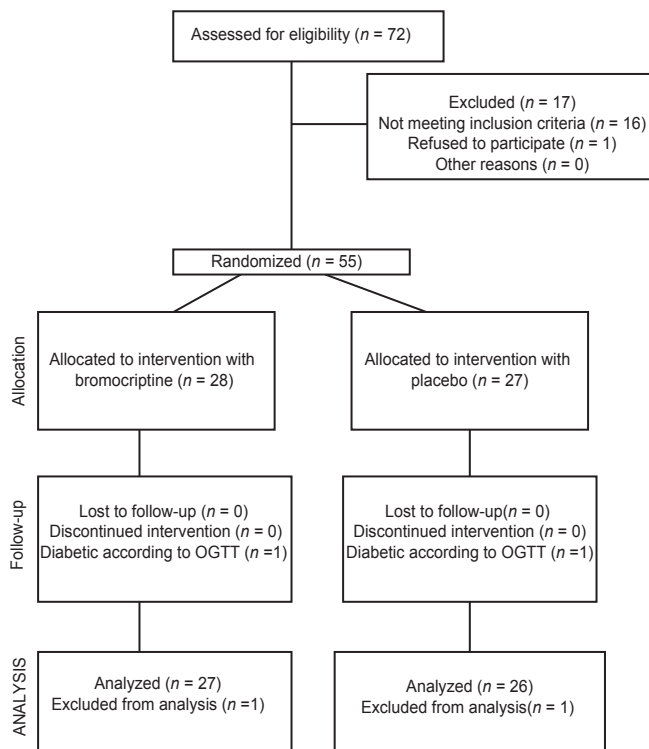 Assessed for eligibility (n = 72)
Excluded (n = 17)
Not meeting inclusion criteria (n = 16)
Refused to participate (n = 1)
Other reasons (n = 0)
Randomized (n = 55)
Allocation
Allocated to intervention with
bromocriptine (n = 28)
Allocated to intervention with
placebo (n = 27)
Follow-up
Lost to follow-up (n = 0)
Discontinued intervention (n = 0)
Diabetic according to OGTT (n =1)
Lost to follow-up(n = 0)
Discontinued intervention (n = 0)
Diabetic according to OGTT (n =1)
ANALYSIS
Analyzed (n = 27)
Excluded from analysis (n =1)
Analyzed (n = 26)
Excluded from analysis(n = 1)